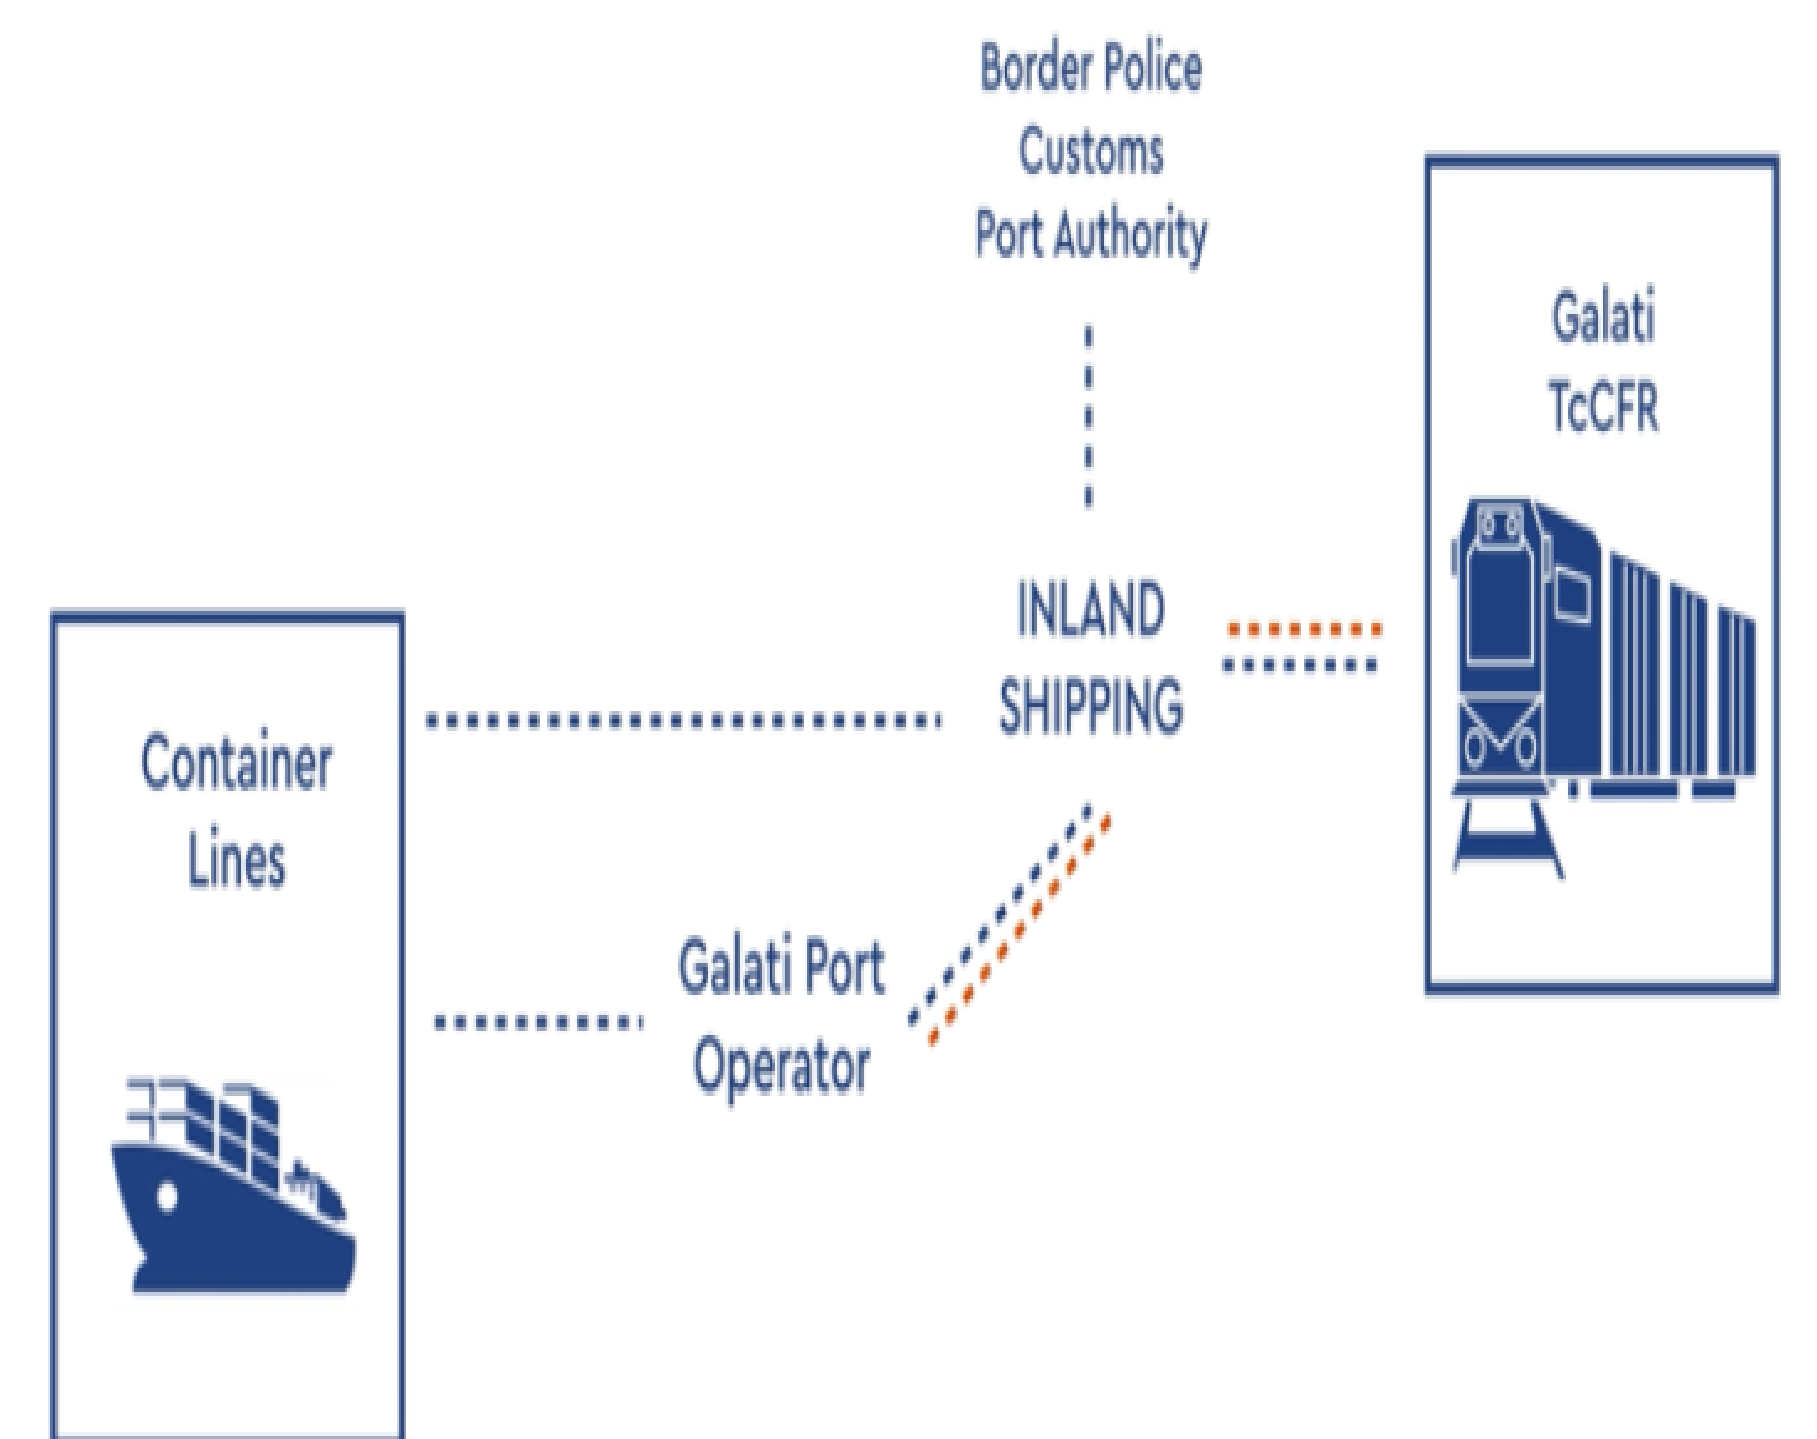 Border Police
Customs
Port Authority
Galati
TcCFR
INLAND
SHIPPING
Container
Lines
Galati Port
Operator